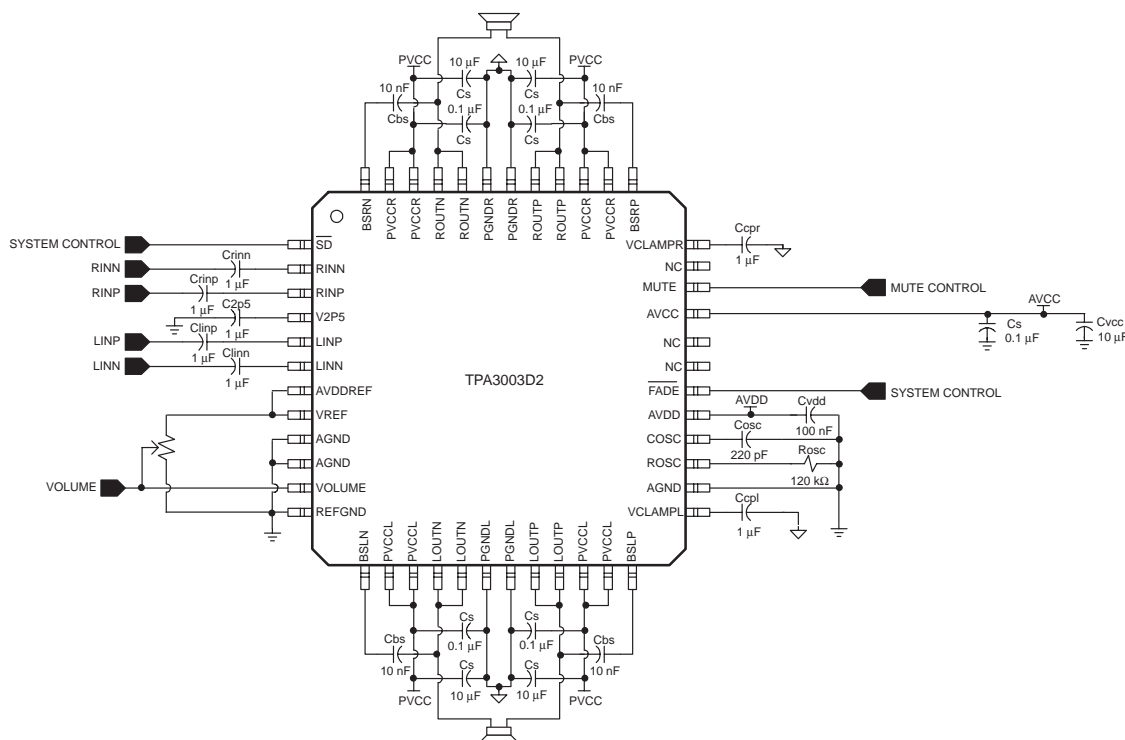 PVCC 10 µF 10 µF PVCC
10 nF Cs Cs 10 nF
0.1 µF 0.1 µF
Cbs Cs Cs Cbs
BSRN PVCCR PVCCR ROUTN ROUTN PGNDR PGNDR ROUTP ROUTP PVCCR PVCCR BSRP
SYSTEM CONTROL SD VCLAMPR Ccpr 1 µF
RINN Crinn 1 µF RINN NC
RINP Crinp 1 µF RINP MUTE MUTE CONTROL
C2p5 1 µF V2P5 AVCC AVCC Cs 0.1 µF Cvcc 10 µF
LINP Clinp 1 µF LINP NC
LINN Clinn 1 µF LINN NC
TPA3003D2
AVDDREF FADE SYSTEM CONTROL
VREF AVDD AVDD Cvdd 100 nF
AGND COSC Cosc 220 pF
AGND ROSC Rosc 120 kΩ
VOLUME VOLUME AGND
REFGND VCLAMPL Ccpl 1 µF
BSLN PVCCL PVCCL LOUTN LOUTN PGNDL PGNDL LOUTP LOUTP PVCCL PVCCL BSLP
Cs Cs
Cbs 0.1 µF 0.1 µF Cbs
10 nF Cs Cs 10 nF
PVCC 10 µF 10 µF PVCC